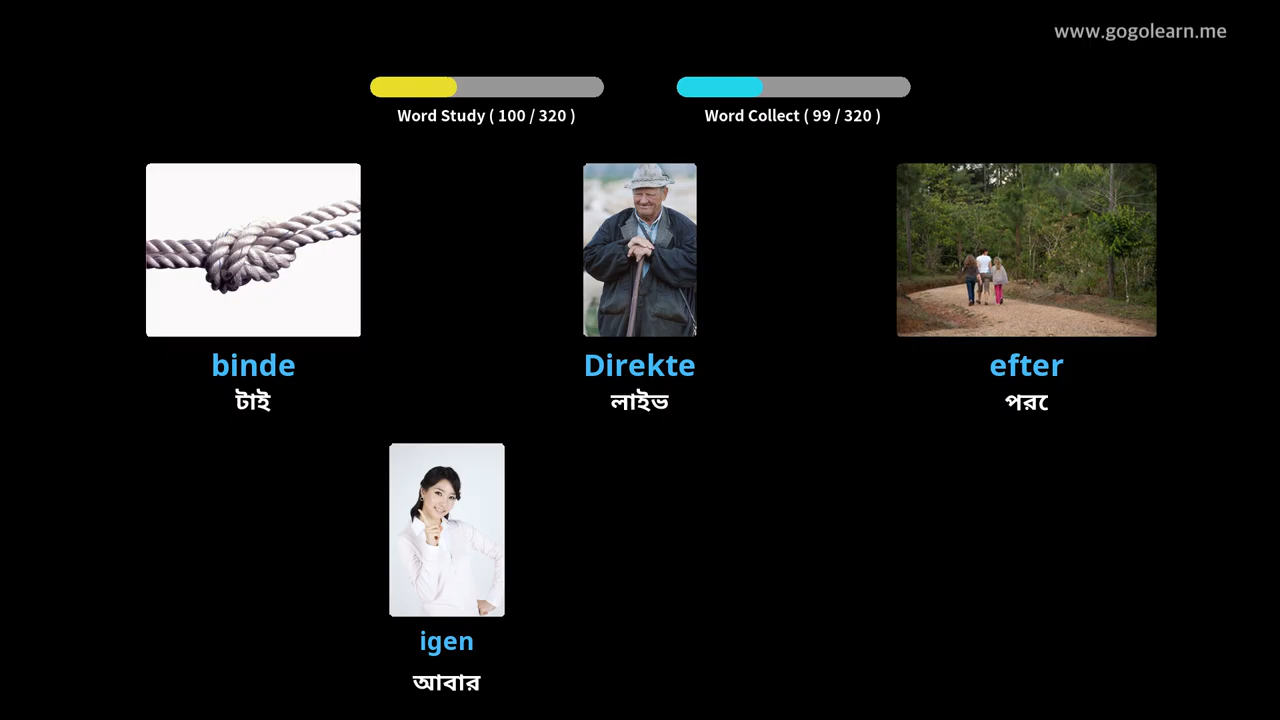 www.gogolearn.me
Word Study ( 100 / 320 )
Word Collect ( 99 / 320 )
binde
Direkte
efter
টাই
লাইভ
পরে
igen
আবার